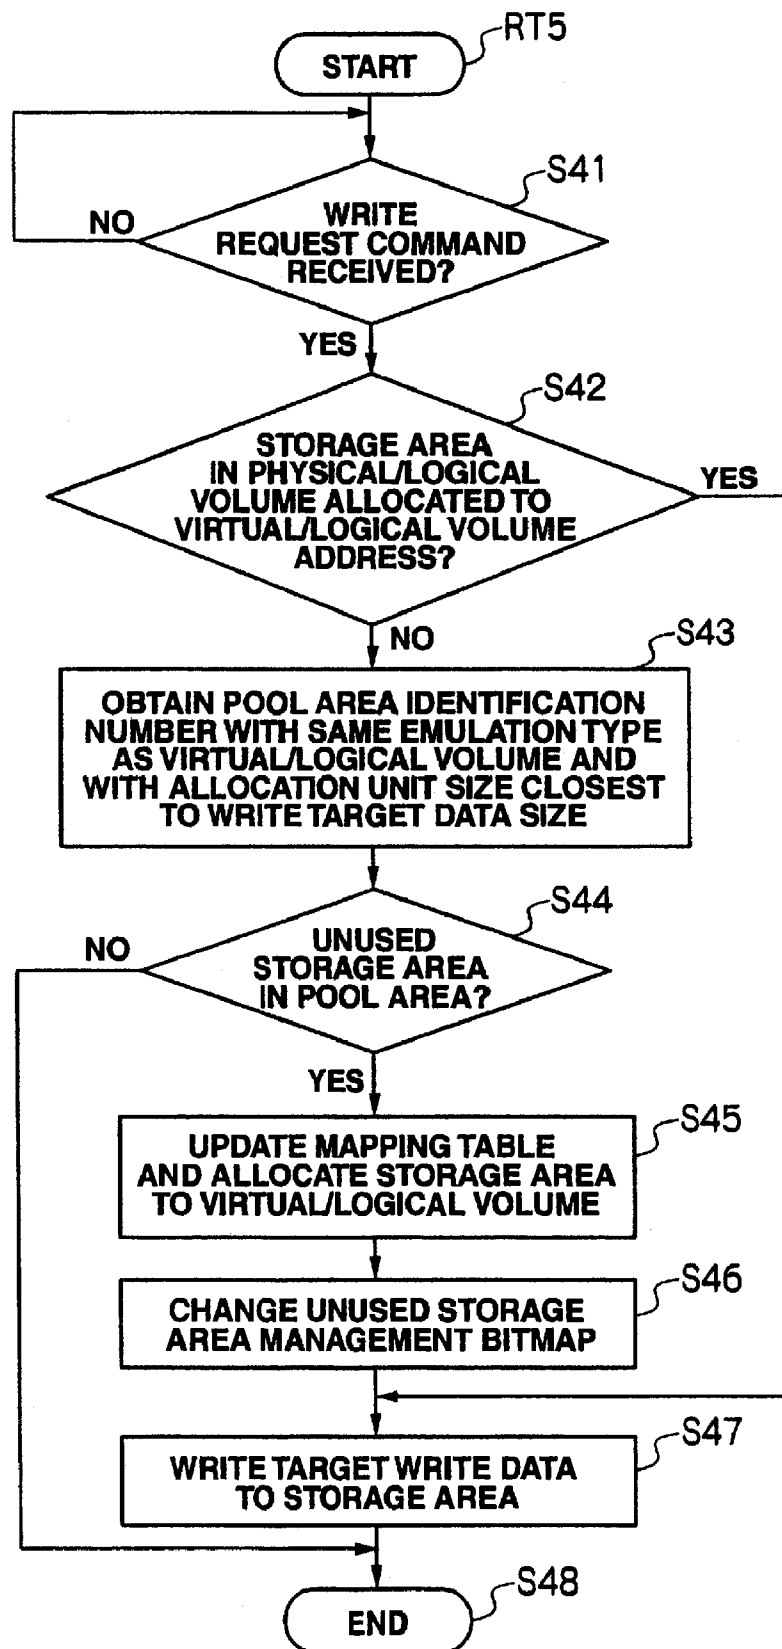 RT5
START
S41
NO
WRITE
REQUEST COMMAND
RECEIVED?
YES
S42
STORAGE AREA
IN PHYSICAL/LOGICAL
VOLUME ALLOCATED TO
VIRTUAL/LOGICAL VOLUME
ADDRESS?
YES
NO
S43
OBTAIN POOL AREA IDENTIFICATION
NUMBER WITH SAME EMULATION TYPE
AS VIRTUAL/LOGICAL VOLUME AND
WITH ALLOCATION UNIT SIZE CLOSEST
TO WRITE TARGET DATA SIZE
S44
NO
UNUSED
STORAGE AREA
IN POOL AREA?
YES
S45
UPDATE MAPPING TABLE
AND ALLOCATE STORAGE AREA
TO VIRTUAL/LOGICAL VOLUME
S46
CHANGE UNUSED STORAGE
AREA MANAGEMENT BITMAP
S47
WRITE TARGET WRITE DATA
TO STORAGE AREA
S48
END